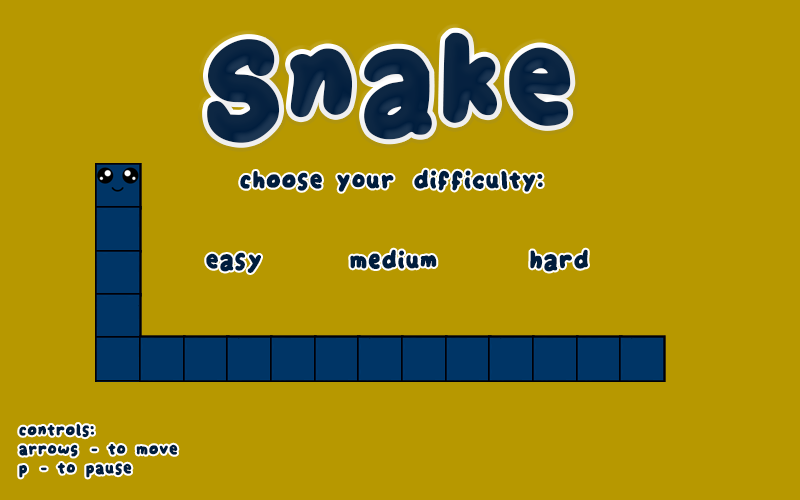 Snake
choose your difficulty:
easy medium hard
controls:
arrows - to move
p - to pause